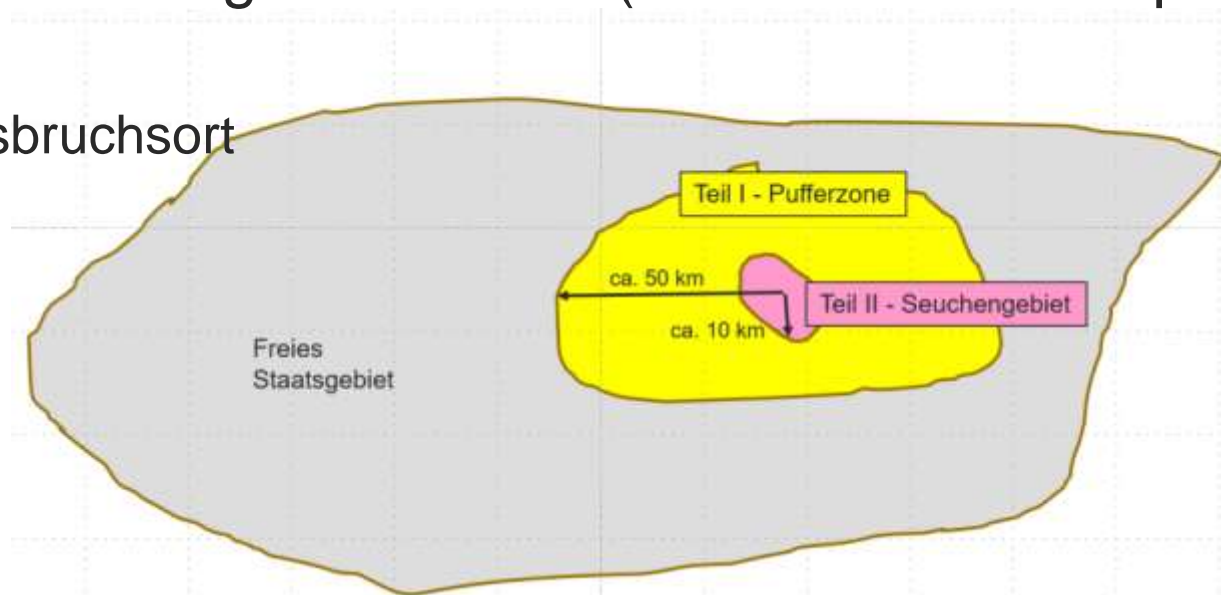 sbruchsort
Teil I - Pufferzone
ca. 50 km
Teil II - Seuchengebiet
ca. 10 km
Freies
Staatsgebiet